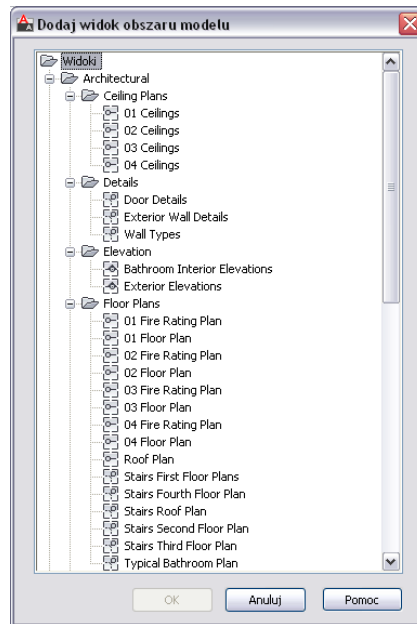 Dodaj widok obszaru modelu
Widoki
Architectural
Ceiling Plans
01 Ceilings
02 Ceilings
03 Ceilings
04 Ceilings
Details
Door Details
Exterior Wall Details
Wall Types
Elevation
Bathroom Interior Elevations
Exterior Elevations
Floor Plans
01 Fire Rating Plan
01 Floor Plan
02 Fire Rating Plan
02 Floor Plan
03 Fire Rating Plan
03 Floor Plan
04 Fire Rating Plan
04 Floor Plan
Roof Plan
Stairs First Floor Plans
Stairs Fourth Floor Plan
Stairs Roof Plan
Stairs Second Floor Plan
Stairs Third Floor Plan
Typical Bathroom Plan
OK Anuluj Pomoc